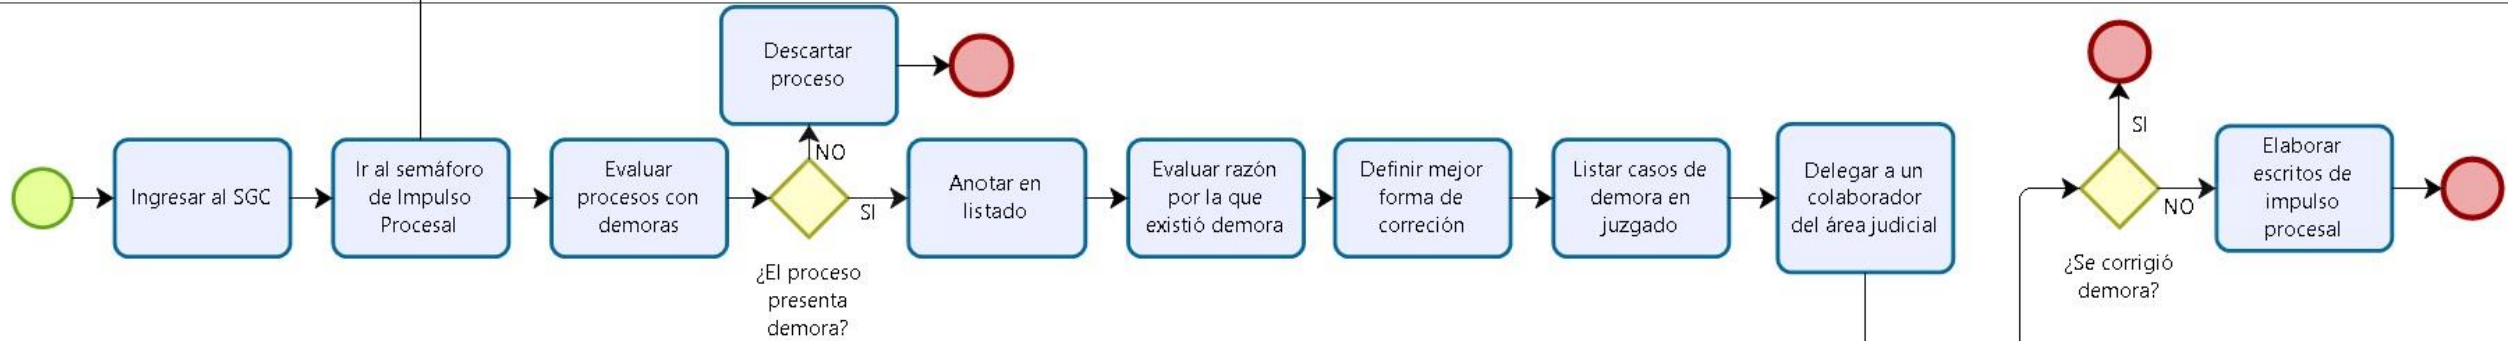 Ingresar al SGC
Ir al semáforo
de Impulso
Procesal
Evaluar
procesos con
demoras
¿El proceso
presenta
demora?
NO
Descartar
proceso
SI
Anotar en
listado
Evaluar razón
por la que
existió demora
Definir mejor
forma de
correción
Listar casos de
demora en
juzgado
Delegar a un
colaborador
del área judicial
¿Se corrigió
demora?
SI
NO
Elaborar
escritos de
impulso
procesal